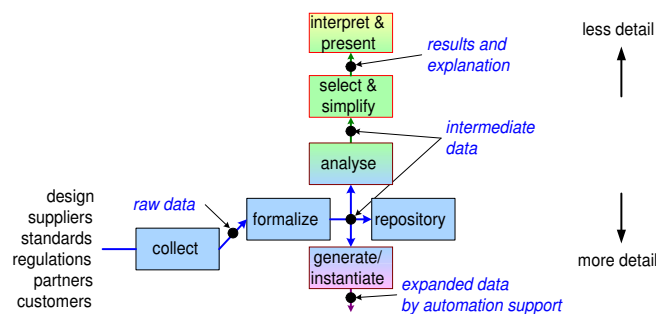 interpret &
present
less detail
results and
explanation
select &
simplify
intermediate
data
analyse
design
suppliers
standards
regulations
partners
customers
raw data
collect
formalize
repository
generate/
instantiate
more detail
expanded data
by automation support